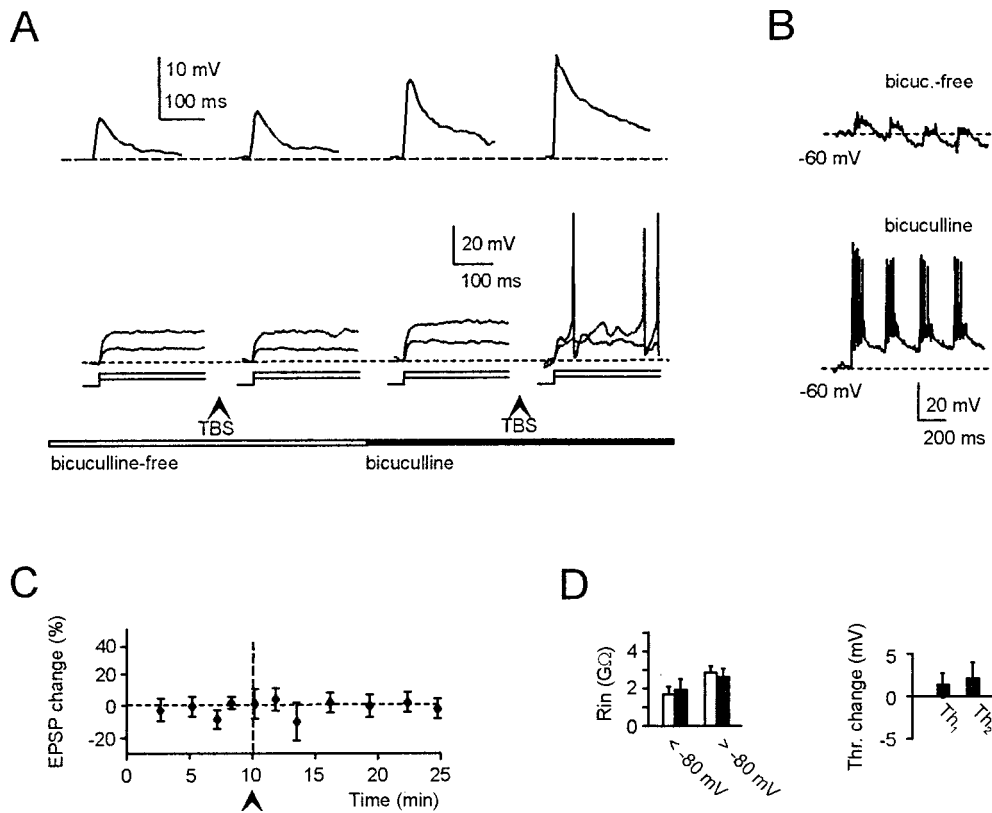 A
10 mV
100 ms
20 mV
100 ms
TBS
TBS
bicuculline-free
bicuculline
B
bicuc.-free
-60 mV
bicuculline
-60 mV
20 mV
200 ms
C
EPSP change (%)
40
20
0
-20
0
5
10
15
20
25
Time (min)
D
Rin (GΩ)
4
2
0
< -80 mV
> -80 mV
Thr. change (mV)
5
0
-5
Th1
Th2